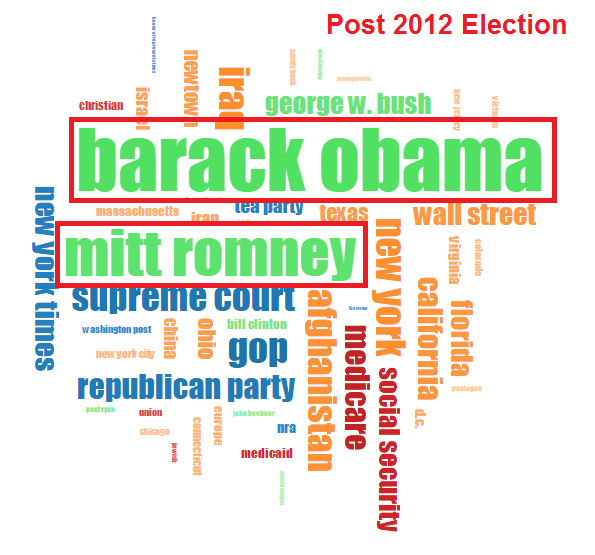 Post 2012 Election
house of representatives
newtown
iraq
sandy hook
pennsylvania
israel
christian
george w. bush
new jersey
vietnam
barack obama
massachusetts
iran
tea party
texas
wall street
new york times
mitt romney
new york
virginia
colorado
supreme court
afghanistan
california
florida
washington post
china
ohio
bill clinton
medicare
new york city
gop
republican party
social security
pentagon
paul ryan
union
europe
john boehner
d.c.
chicago
connecticut
nra
jewish
medicaid